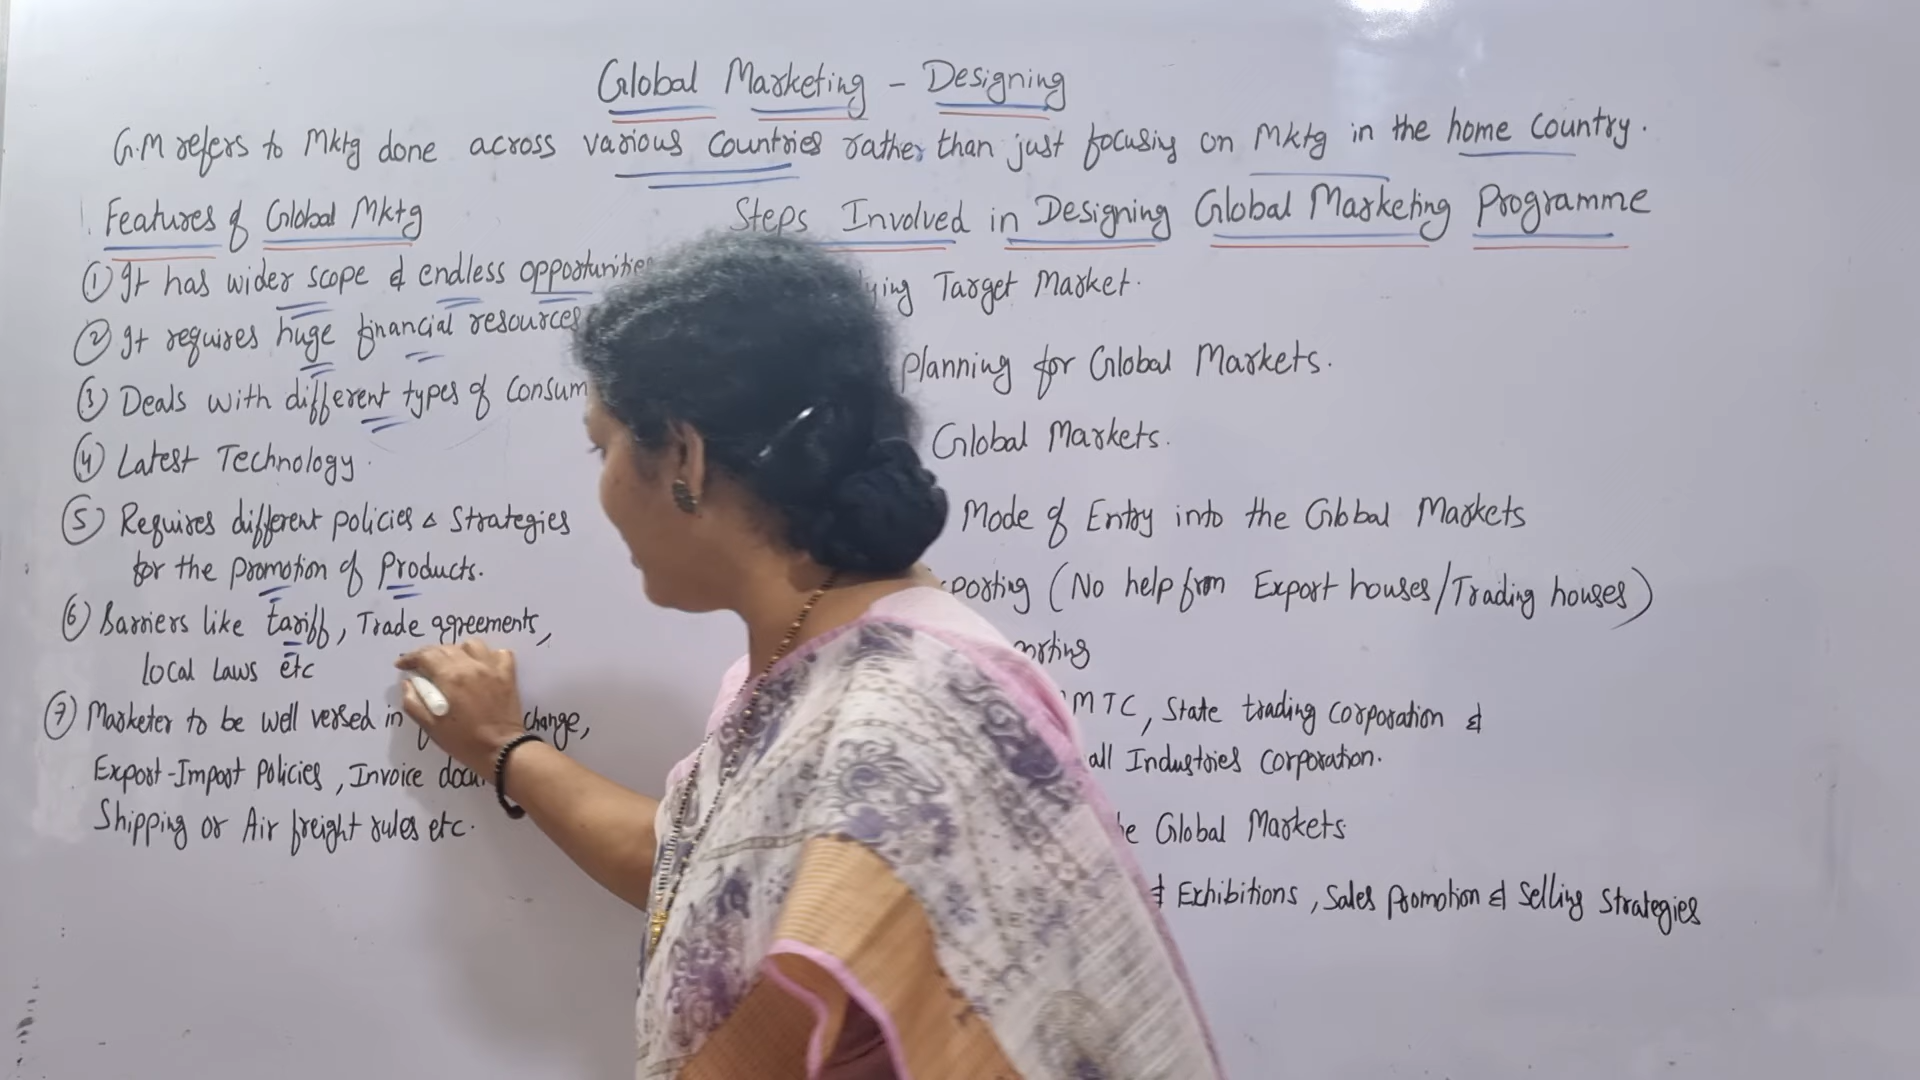 Global Marketing - Designing
G.M refers to Mktg done across various Countries rather than just focusing on Mktg in the home Country.
Features of Global Mktg
① It has wider scope & endless opportunities
② It requires huge financial resources
③ Deals with different types of
④ Latest Technology.
⑤ Requires different policies & Strategies
for the promotion of Products.
⑥ Barriers like tariff, Trade agreements,
local laws etc
⑦ Marketer to be well versed in
Export-Import Policies, Invoice
Shipping or Air freight rules etc.
Steps Involved in Designing Global Marketing Programme
Target Market.
Planning for Global Markets.
Global Markets.
Mode of Entry into the Global Markets
(No help from Export houses/Trading houses)
MTC, State trading corporation &
Industries corporation.
Global Markets
& Exhibitions, Sales promotion & Selling Strategies